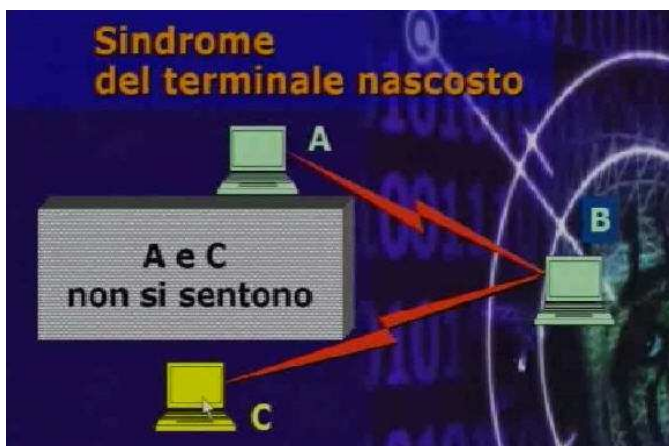 Sindrome
del terminale nascosto
A
B
A e C
non si sentono
C